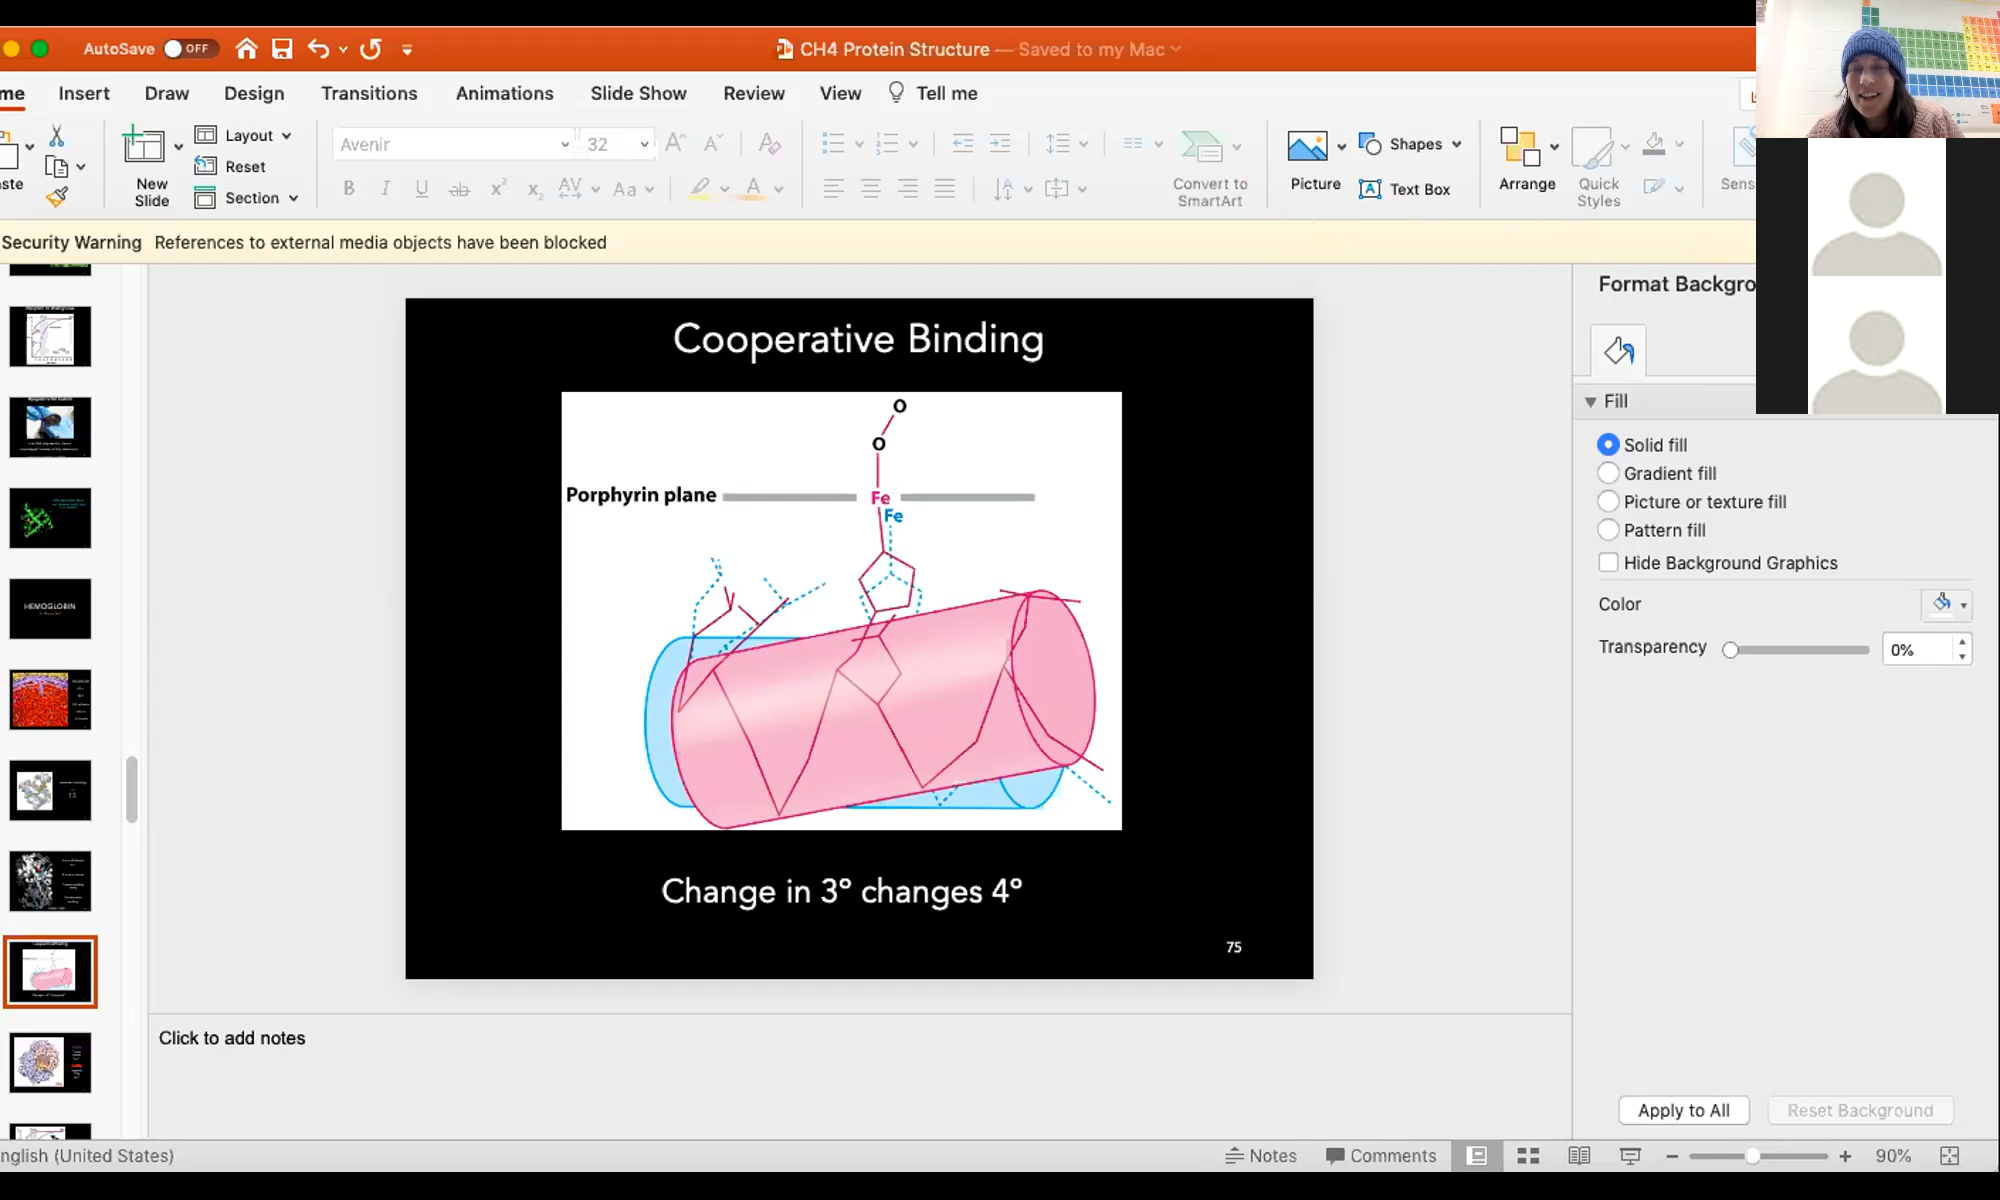 AutoSave OFF
CH4 Protein Structure — Saved to my Mac
me Insert Draw Design Transitions Animations Slide Show Review View Tell me
ste
New Slide
Layout
Reset
Section
Avenir 32
B I U ab x² x₂ AV Aa A
Convert to SmartArt
Picture
Shapes
Text Box
Arrange
Quick Styles
Sens
Security Warning References to external media objects have been blocked
HEMOGLOBIN
Cooperative Binding
O
O
Porphyrin plane
Fe
Fe
Change in 3° changes 4°
75
Click to add notes
Format Backgro
Fill
Solid fill
Gradient fill
Picture or texture fill
Pattern fill
Hide Background Graphics
Color
Transparency 0%
Apply to All Reset Background
nglish (United States)
Notes Comments 90%